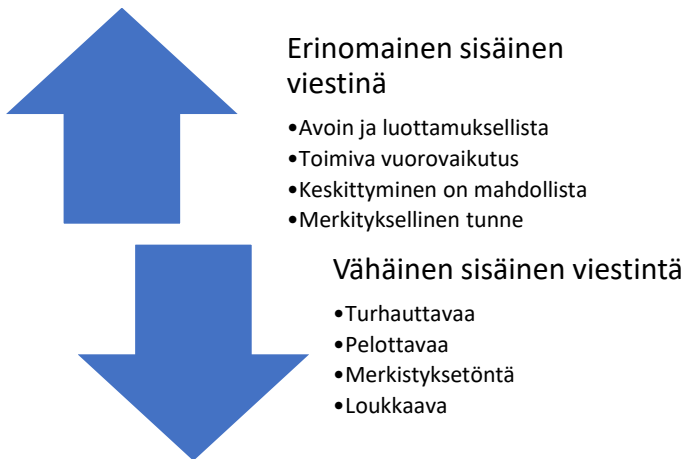 Erinomainen sisäinen
viestinä
•Avoin ja luottamuksellista
•Toimiva vuorovaikutus
•Keskittyminen on mahdollista
•Merkityksellinen tunne
Vähäinen sisäinen viestintä
•Turhauttavaa
•Pelottavaa
•Merkistyksetöntä
•Loukkaava